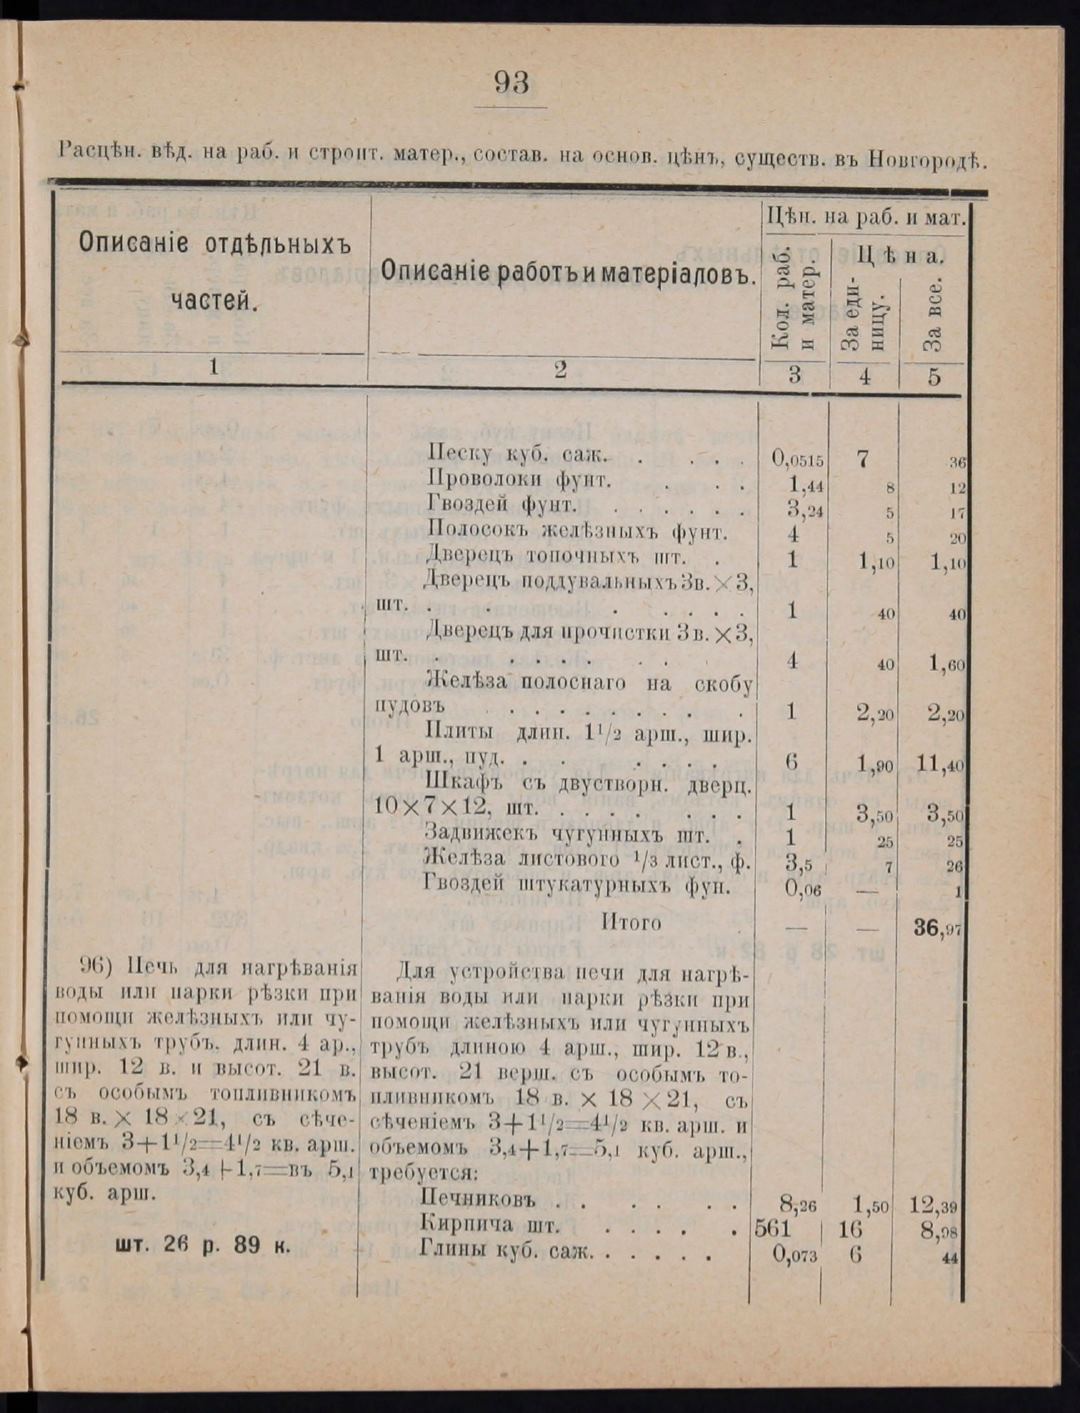 93
Расцѣн. вѣд. на раб. и строит. матер., состав. на основ. цѣнъ, существ. въ Новгородѣ.
Описаніе отдѣльныхъ частей.
Описаніе работъ и матеріаловъ.
Цѣн. на раб. и мат.
Кол. раб. и матер.
Цѣна.
За еди-
ницу.
За все.
1 2 3 4 5
Песку куб. саж. . . . . . 0,0515 7 36
Проволоки фунт. . . . 1,44 8 12
Гвоздей фунт. . . . . . . 3,24 5 17
Полосокъ желѣзныхъ фунт. 4 5 20
Дверецъ топочныхъ шт. . 1 1,10 1,10
Дверецъ поддувальныхъ 3 в. × 3,
шт. . . . . . . . 1 40 40
Дверецъ для прочистки 3 в. × 3,
шт. . . . . . . . . 4 40 1,60
Желѣза полоснаго на скобу
пудовъ . . . . . . . . . 1 2,20 2,20
Плиты длин. 1¹/2 арш., шир.
1 арш., пуд. . . . . . . 6 1,90 11,40
Шкафъ съ двустворн. дверц.
10×7×12, шт. . . . . . . . . 1 3,50 3,50
Задвижекъ чугунныхъ шт. . 1 25 25
Желѣза листового ¹/3 лист., ф. 3,5 7 26
Гвоздей штукатурныхъ фун. 0,06 — 1
Итого — — 36,97
96) Печь для нагрѣванія
воды или парки рѣзки при
помощи желѣзныхъ или чу-
гунныхъ трубъ, длин. 4 ар.,
шир. 12 в. и высот. 21 в.
съ особымъ топливникомъ
18 в. × 18 × 21, съ сѣче-
ніемъ 3+1¹/2=4¹/2 кв. арш.
и объемомъ 3,4+1,7=въ 5,1
куб. арш.
шт. 26 р. 89 к.
Для устройства печи для нагрѣ-
ванія воды или парки рѣзки при
помощи желѣзныхъ или чугунныхъ
трубъ длиною 4 арш., шир. 12 в.,
высот. 21 верш. съ особымъ то-
пливникомъ 18 в. × 18 × 21, съ
сѣченіемъ 3+1¹/2=4¹/2 кв. арш. и
объемомъ 3,4+1,7=5,1 куб. арш.,
требуется:
Печниковъ . . . . . . 8,26 1,50 12,39
Кирпича шт. . . . . . . 561 16 8,98
Глины куб. саж. . . . . . 0,073 6 44